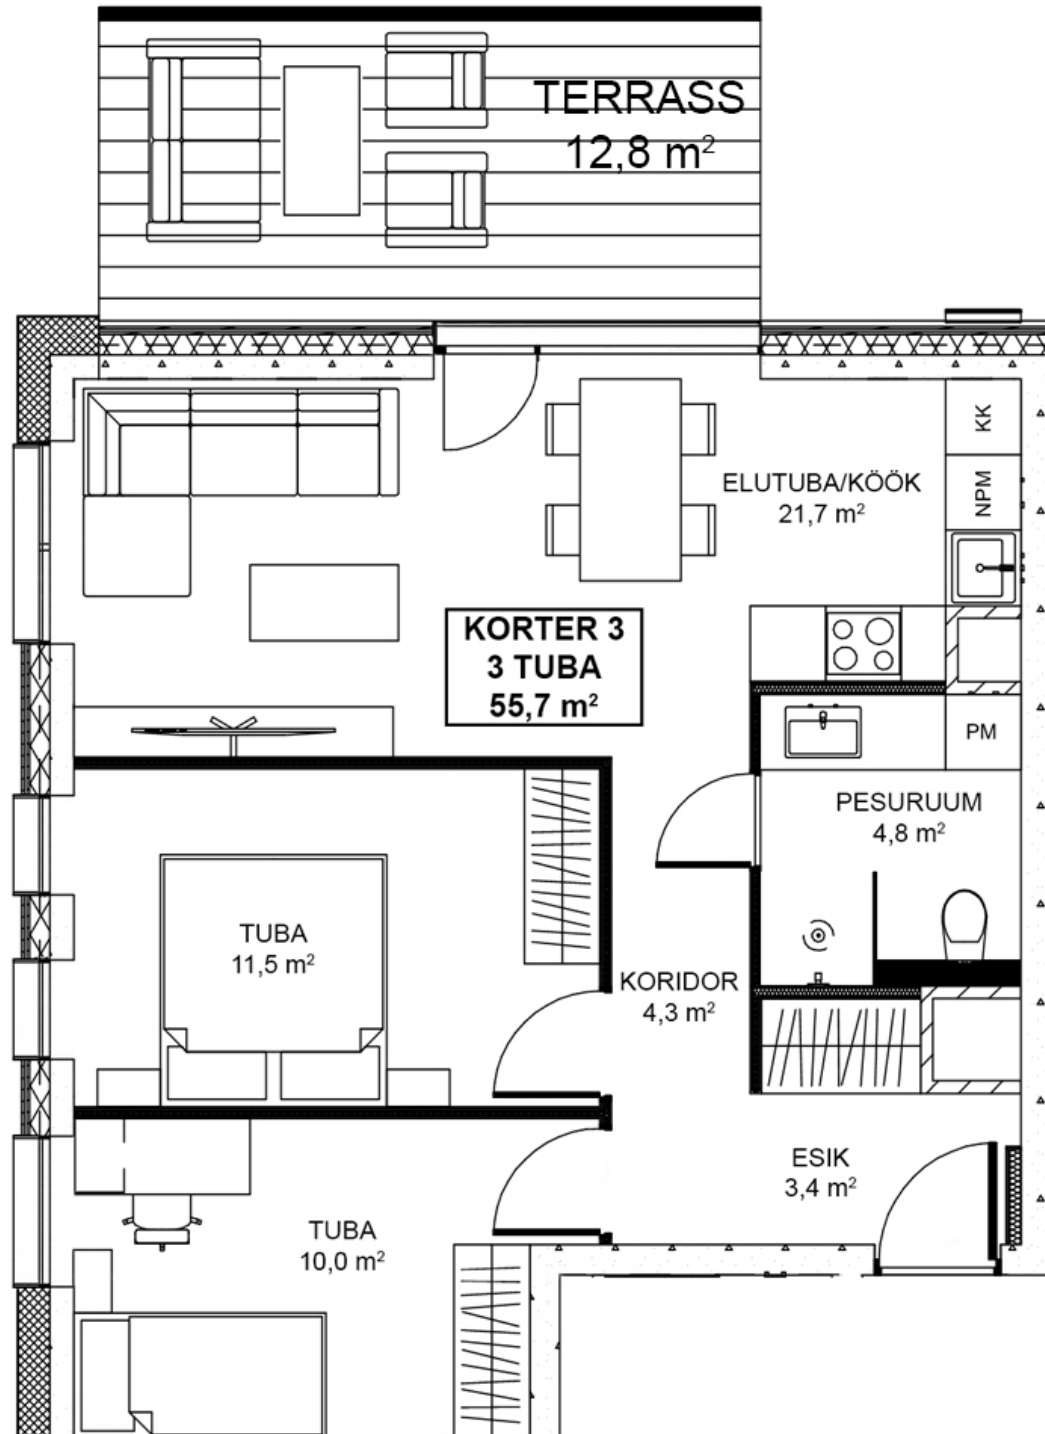 TERRASS
12,8 m²
KK
NPM
ELUTUBA/KÖÖK
21,7 m²
KORTER 3
3 TUBA
55,7 m²
PM
PESURUUM
4,8 m²
TUBA
11,5 m²
KORIDOR
4,3 m²
ESIK
3,4 m²
TUBA
10,0 m²